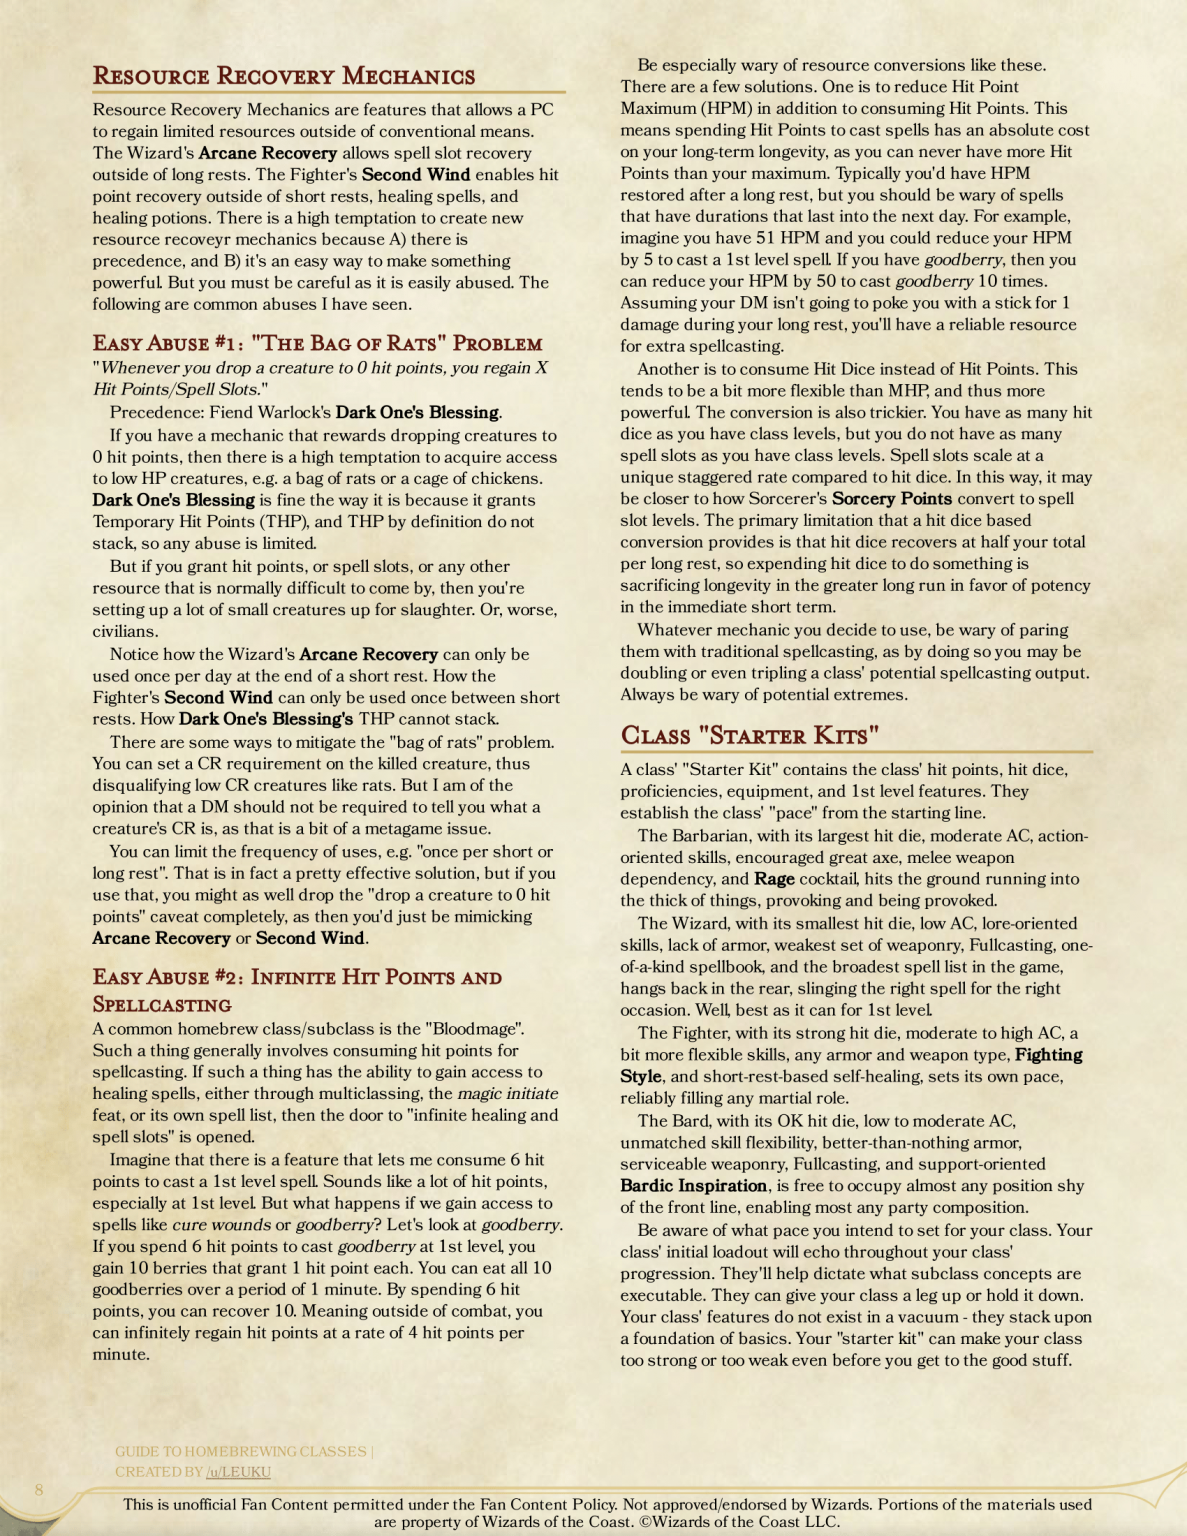 Resource Recovery Mechanics
Resource Recovery Mechanics are features that allows a PC
to regain limited resources outside of conventional means.
The Wizard's Arcane Recovery allows spell slot recovery
outside of long rests. The Fighter's Second Wind enables hit
point recovery outside of short rests, healing spells, and
healing potions. There is a high temptation to create new
resource recoveyr mechanics because A) there is
precedence, and B) it's an easy way to make something
powerful. But you must be careful as it is easily abused. The
following are common abuses I have seen.
Easy Abuse #1: "The Bag of Rats" Problem
"Whenever you drop a creature to 0 hit points, you regain X
Hit Points/Spell Slots."
Precedence: Fiend Warlock's Dark One's Blessing.
If you have a mechanic that rewards dropping creatures to
0 hit points, then there is a high temptation to acquire access
to low HP creatures, e.g. a bag of rats or a cage of chickens.
Dark One's Blessing is fine the way it is because it grants
Temporary Hit Points (THP), and THP by definition do not
stack, so any abuse is limited.
But if you grant hit points, or spell slots, or any other
resource that is normally difficult to come by, then you're
setting up a lot of small creatures up for slaughter. Or, worse,
civilians.
Notice how the Wizard's Arcane Recovery can only be
used once per day at the end of a short rest. How the
Fighter's Second Wind can only be used once between short
rests. How Dark One's Blessing's THP cannot stack.
There are some ways to mitigate the "bag of rats" problem.
You can set a CR requirement on the killed creature, thus
disqualifying low CR creatures like rats. But I am of the
opinion that a DM should not be required to tell you what a
creature's CR is, as that is a bit of a metagame issue.
You can limit the frequency of uses, e.g. "once per short or
long rest". That is in fact a pretty effective solution, but if you
use that, you might as well drop the "drop a creature to 0 hit
points" caveat completely, as then you'd just be mimicking
Arcane Recovery or Second Wind.
Easy Abuse #2: Infinite Hit Points and
Spellcasting
A common homebrew class/subclass is the "Bloodmage".
Such a thing generally involves consuming hit points for
spellcasting. If such a thing has the ability to gain access to
healing spells, either through multiclassing, the magic initiate
feat, or its own spell list, then the door to "infinite healing and
spell slots" is opened.
Imagine that there is a feature that lets me consume 6 hit
points to cast a 1st level spell. Sounds like a lot of hit points,
especially at 1st level. But what happens if we gain access to
spells like cure wounds or goodberry? Let's look at goodberry.
If you spend 6 hit points to cast goodberry at 1st level, you
gain 10 berries that grant 1 hit point each. You can eat all 10
goodberries over a period of 1 minute. By spending 6 hit
points, you can recover 10. Meaning outside of combat, you
can infinitely regain hit points at a rate of 4 hit points per
minute.
Be especially wary of resource conversions like these.
There are a few solutions. One is to reduce Hit Point
Maximum (HPM) in addition to consuming Hit Points. This
means spending Hit Points to cast spells has an absolute cost
on your long-term longevity, as you can never have more Hit
Points than your maximum. Typically you'd have HPM
restored after a long rest, but you should be wary of spells
that have durations that last into the next day. For example,
imagine you have 51 HPM and you could reduce your HPM
by 5 to cast a 1st level spell. If you have goodberry, then you
can reduce your HPM by 50 to cast goodberry 10 times.
Assuming your DM isn't going to poke you with a stick for 1
damage during your long rest, you'll have a reliable resource
for extra spellcasting.
Another is to consume Hit Dice instead of Hit Points. This
tends to be a bit more flexible than MHP, and thus more
powerful. The conversion is also trickier. You have as many hit
dice as you have class levels, but you do not have as many
spell slots as you have class levels. Spell slots scale at a
unique staggered rate compared to hit dice. In this way, it may
be closer to how Sorcerer's Sorcery Points convert to spell
slot levels. The primary limitation that a hit dice based
conversion provides is that hit dice recovers at half your total
per long rest, so expending hit dice to do something is
sacrificing longevity in the greater long run in favor of potency
in the immediate short term.
Whatever mechanic you decide to use, be wary of paring
them with traditional spellcasting, as by doing so you may be
doubling or even tripling a class' potential spellcasting output.
Always be wary of potential extremes.
Class "Starter Kits"
A class' "Starter Kit" contains the class' hit points, hit dice,
proficiencies, equipment, and 1st level features. They
establish the class' "pace" from the starting line.
The Barbarian, with its largest hit die, moderate AC, action-
oriented skills, encouraged great axe, melee weapon
dependency, and Rage cocktail, hits the ground running into
the thick of things, provoking and being provoked.
The Wizard, with its smallest hit die, low AC, lore-oriented
skills, lack of armor, weakest set of weaponry, Fullcasting, one-
of-a-kind spellbook, and the broadest spell list in the game,
hangs back in the rear, slinging the right spell for the right
occasion. Well, best as it can for 1st level.
The Fighter, with its strong hit die, moderate to high AC, a
bit more flexible skills, any armor and weapon type, Fighting
Style, and short-rest-based self-healing, sets its own pace,
reliably filling any martial role.
The Bard, with its OK hit die, low to moderate AC,
unmatched skill flexibility, better-than-nothing armor,
serviceable weaponry, Fullcasting, and support-oriented
Bardic Inspiration, is free to occupy almost any position shy
of the front line, enabling most any party composition.
Be aware of what pace you intend to set for your class. Your
class' initial loadout will echo throughout your class'
progression. They'll help dictate what subclass concepts are
executable. They can give your class a leg up or hold it down.
Your class' features do not exist in a vacuum - they stack upon
a foundation of basics. Your "starter kit" can make your class
too strong or too weak even before you get to the good stuff.
GUIDE TO HOMEBREWING CLASSES |
CREATED BY /u/LEUKU
8
This is unofficial Fan Content permitted under the Fan Content Policy. Not approved/endorsed by Wizards. Portions of the materials used
are property of Wizards of the Coast. ©Wizards of the Coast LLC.